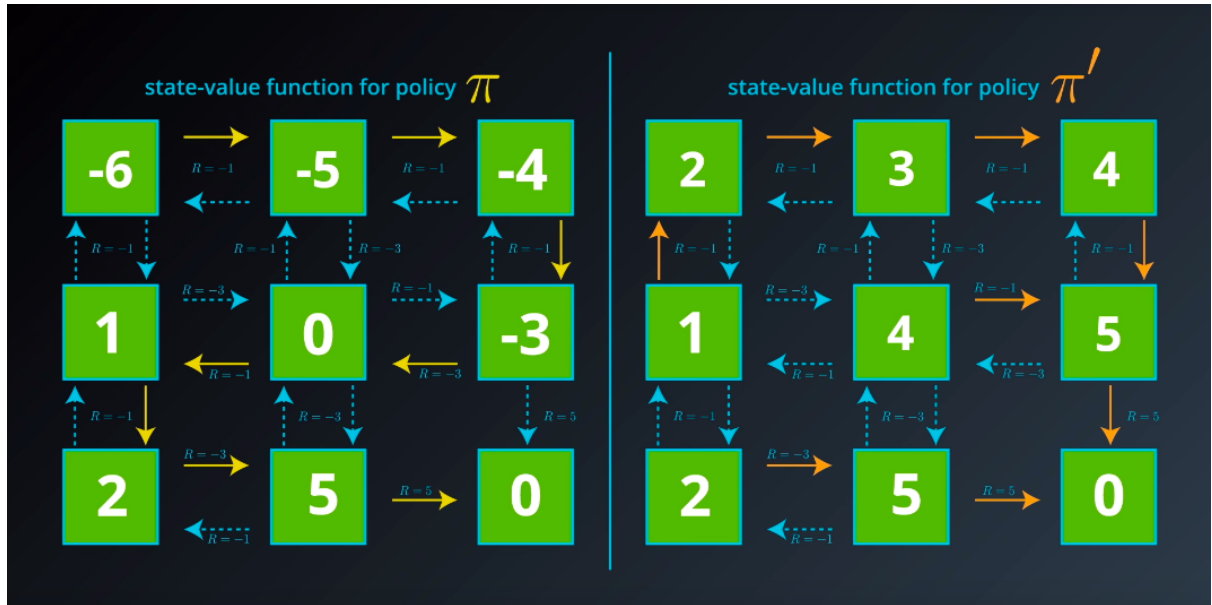 state-value function for policy π
-6 R = −1 -5 R = −1 -4
R = −1 R = −1 R = −3 R = −1
R = −3 R = −1
1 0 -3
R = −1 R = −3
R = −1 R = −3 R = 5
R = −3
2 5 R = 5 0
R = −1
state-value function for policy π′
2 R = −1 3 R = −1 4
R = −1 R = −1 R = −3 R = −1
R = −3 R = −1
1 4 5
R = −1 R = −3
R = −1 R = −3 R = 5
R = −3
2 5 R = 5 0
R = −1